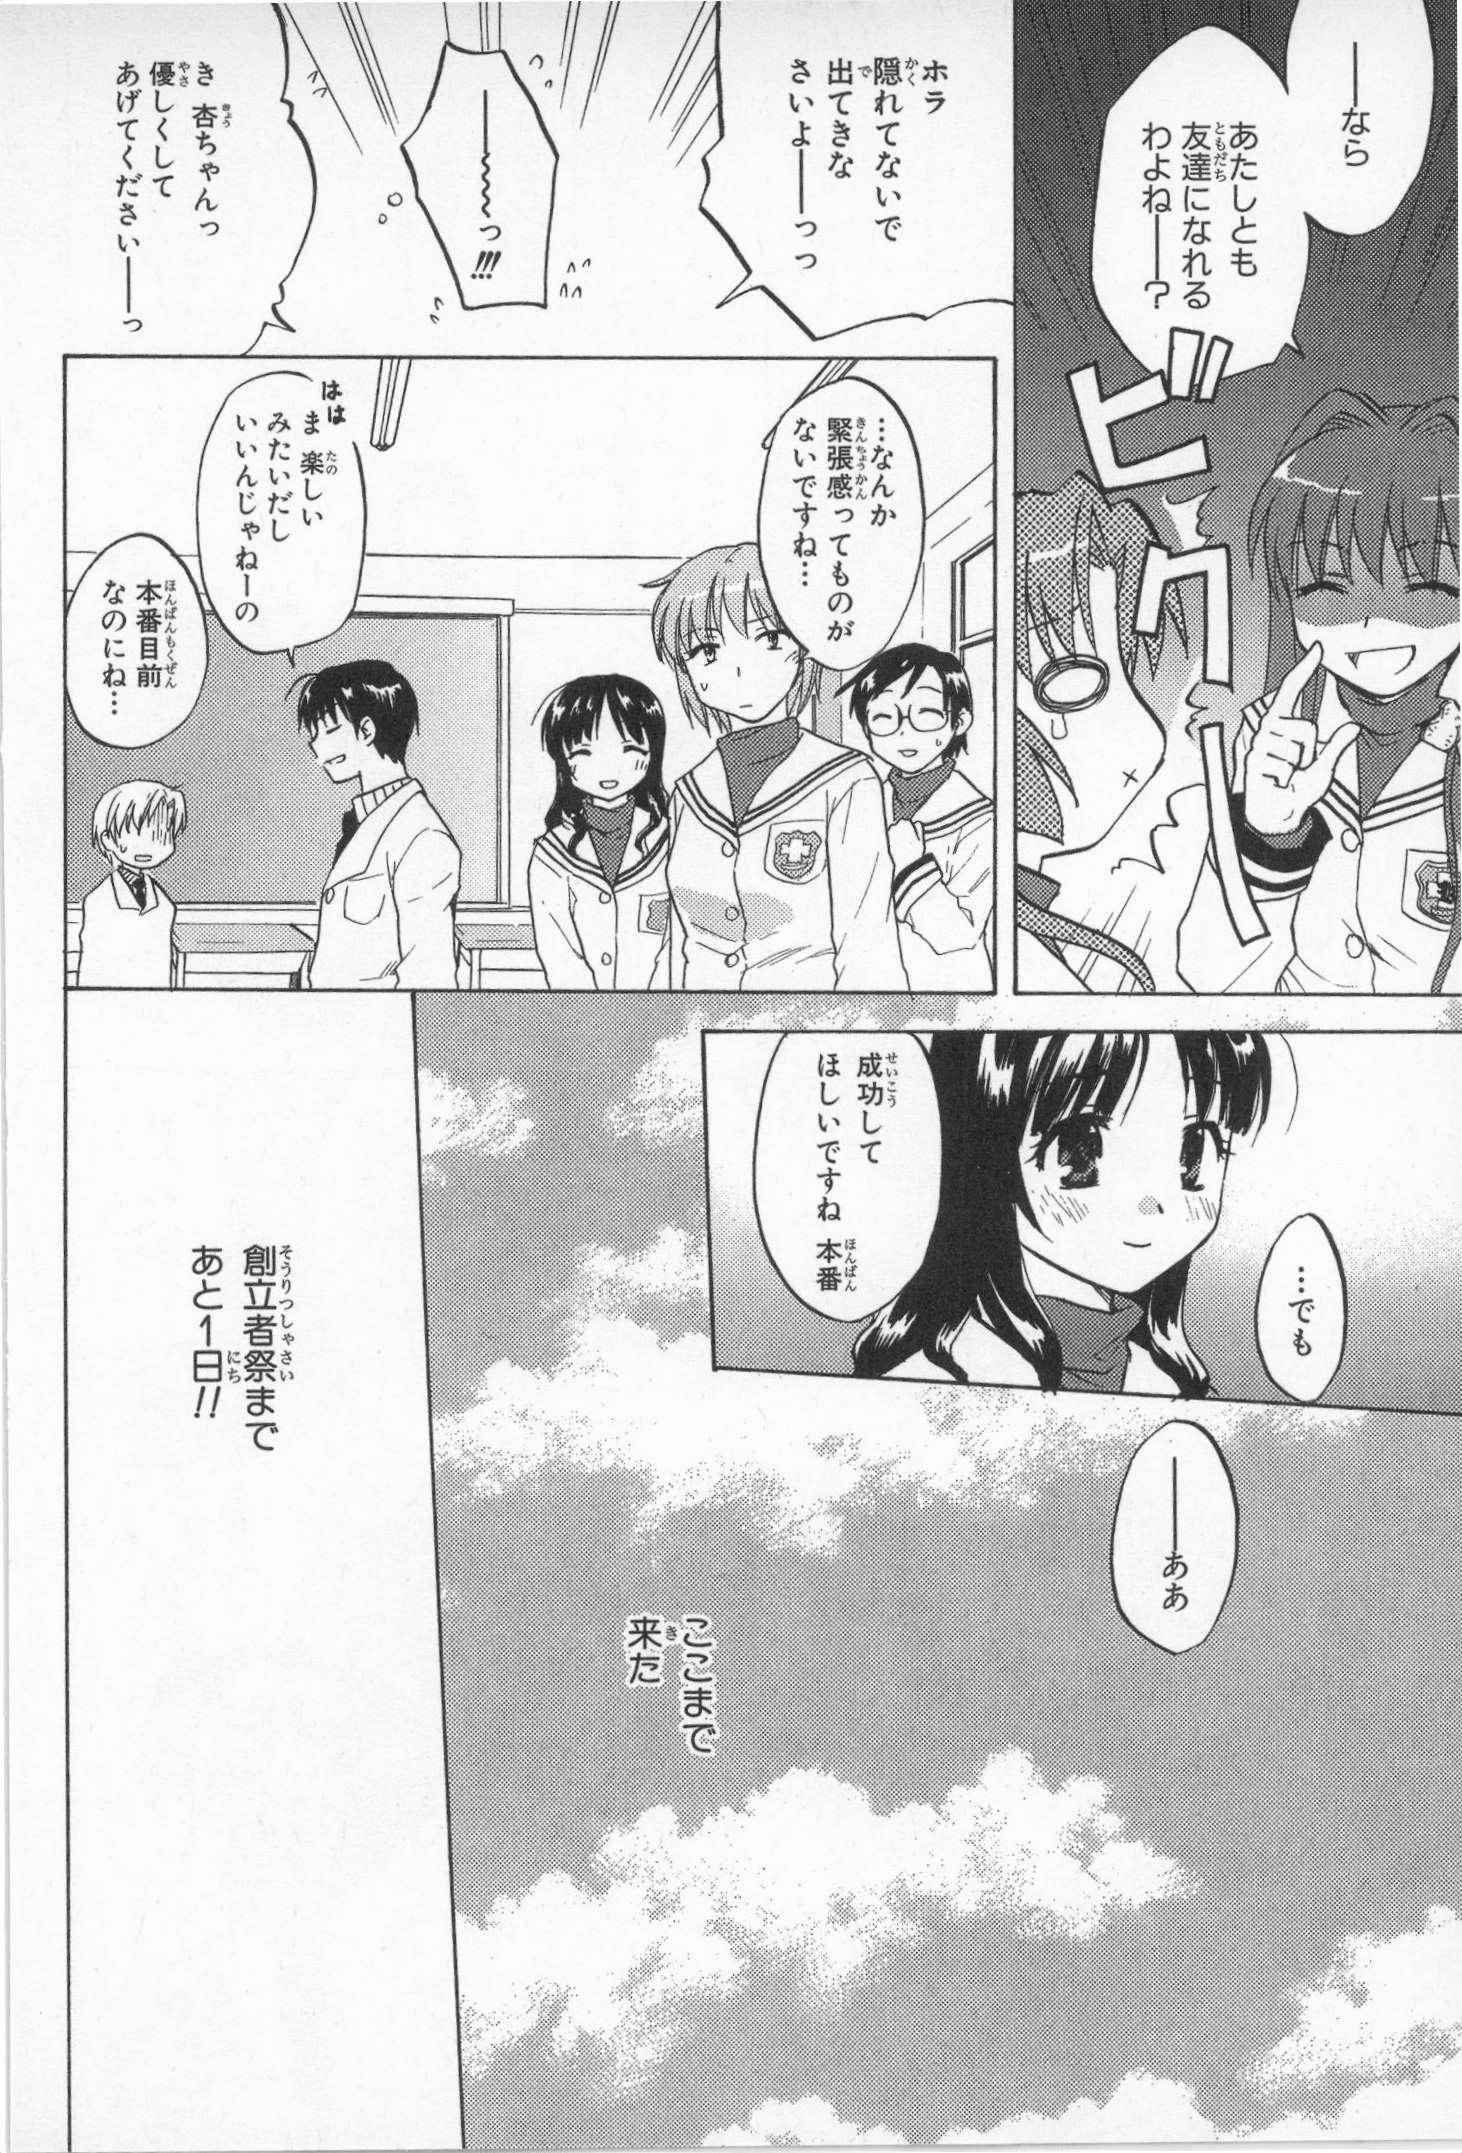 ――なら
あたしとも
友達になれる
わよね――?
ビビビクーッ
ホラ
隠れてないで
出てきな
さいよ――っっ
――～～～っ!!!
き 杏ちゃんっ
優しくして
あげてくださいーーっ
…なんか
緊張感ってものが
ないですね…
はは
ま 楽しい
みたいだし
いいんじゃねーの
本番目前
なのにね…
…でも
成功して
ほしいですね 本番
――ああ
ここまで
来た
創立者祭まで
あと1日!!